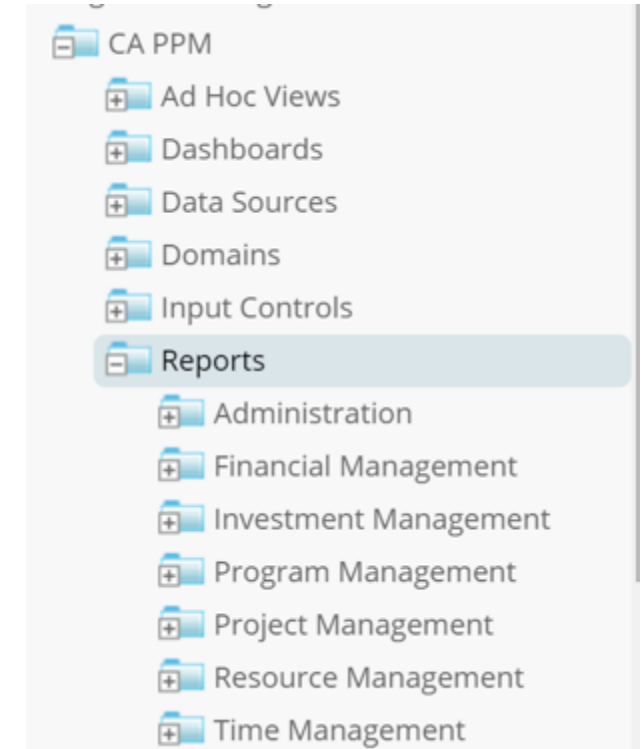 CA PPM
Ad Hoc Views
Dashboards
Data Sources
Domains
Input Controls
Reports
Administration
Financial Management
Investment Management
Program Management
Project Management
Resource Management
Time Management